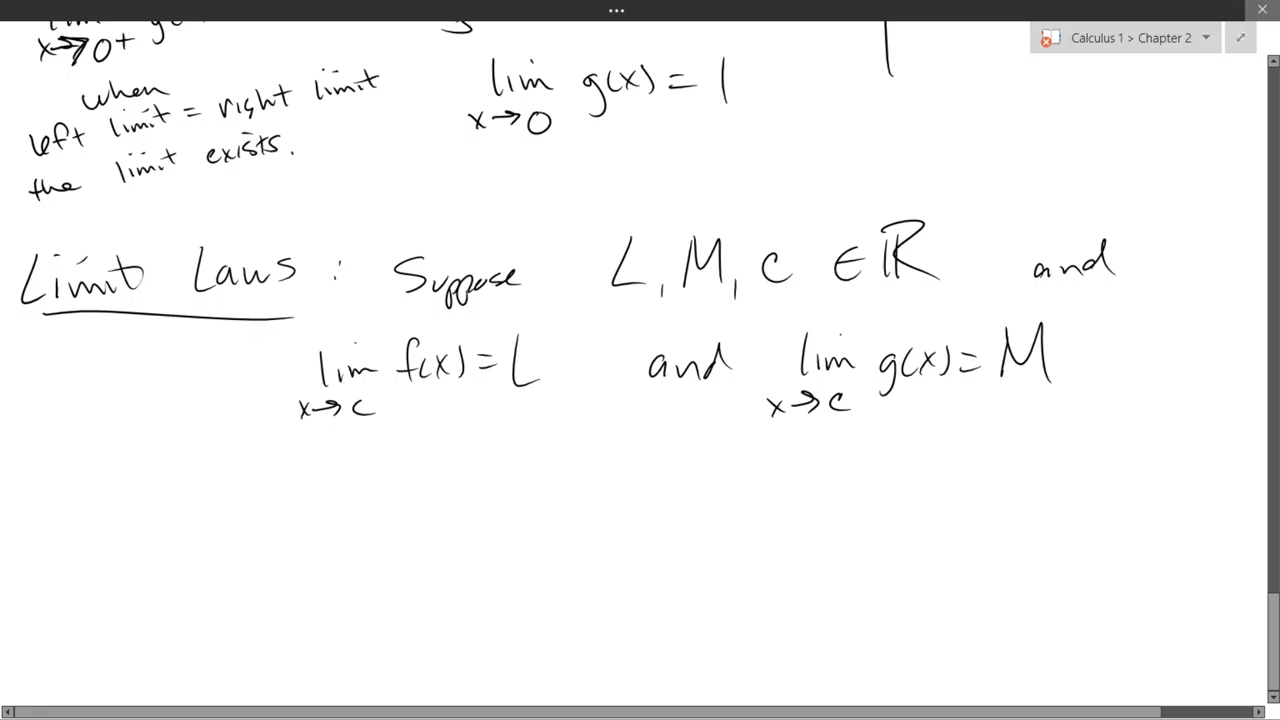 x→0+
when
left limit = right limit
the limit exists.
lim g(x) = 1
x→0
Calculus 1 > Chapter 2
Limit Laws : Suppose L, M, c ∈ ℝ and
lim f(x) = L and lim g(x) = M
x→c x→c